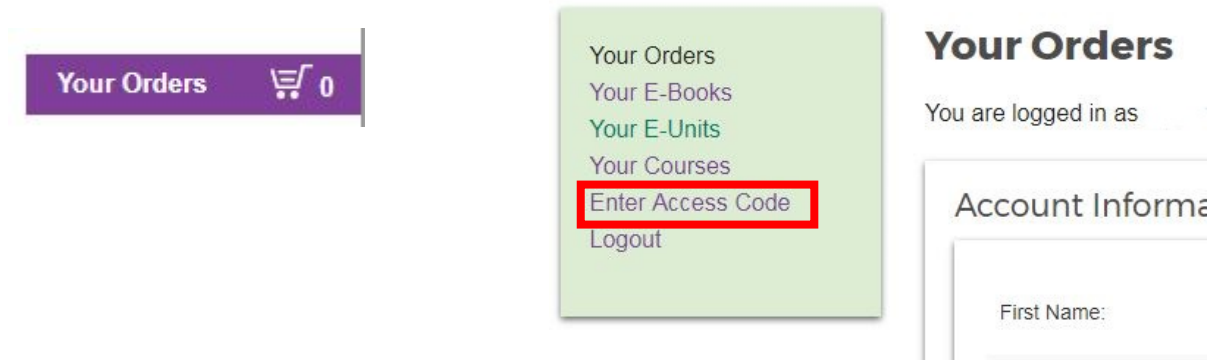 Your Orders 0
Your Orders
Your E-Books
Your E-Units
Your Courses
Enter Access Code
Logout
Your Orders
You are logged in as
Account Informa
First Name: